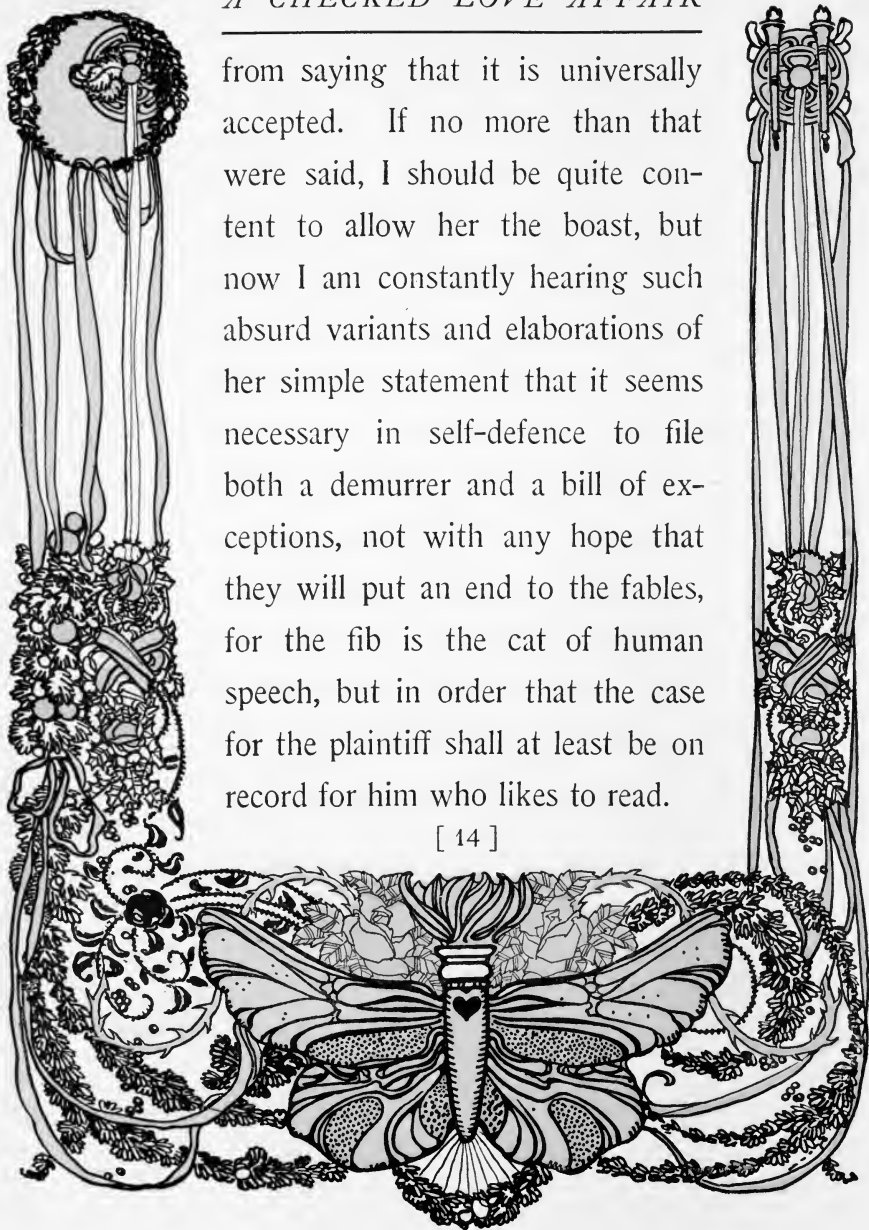 A CHECKED LOVE AFFAIR
from saying that it is universally
accepted. If no more than that
were said, I should be quite con-
tent to allow her the boast, but
now I am constantly hearing such
absurd variants and elaborations of
her simple statement that it seems
necessary in self-defence to file
both a demurrer and a bill of ex-
ceptions, not with any hope that
they will put an end to the fables,
for the fib is the cat of human
speech, but in order that the case
for the plaintiff shall at least be on
record for him who likes to read.
[ 14 ]